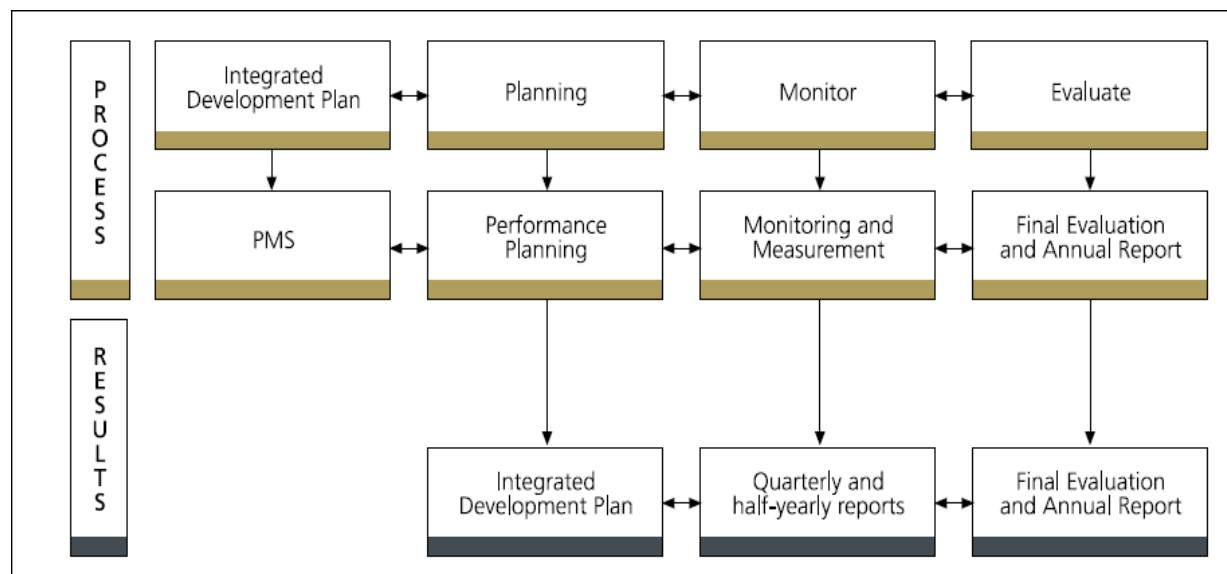 PROCESS
Integrated
Development Plan
Planning
Monitor
Evaluate
PMS
Performance
Planning
Monitoring and
Measurement
Final Evaluation
and Annual Report
RESULTS
Integrated
Development Plan
Quarterly and
half-yearly reports
Final Evaluation
and Annual Report